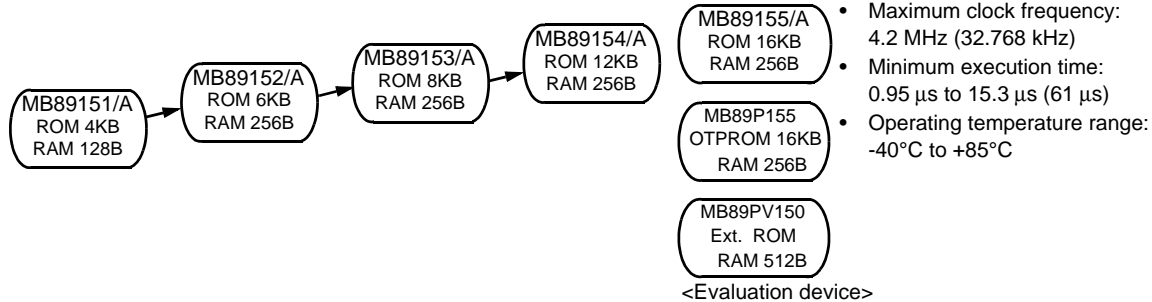 MB89151/A
ROM 4KB
RAM 128B
MB89152/A
ROM 6KB
RAM 256B
MB89153/A
ROM 8KB
RAM 256B
MB89154/A
ROM 12KB
RAM 256B
MB89155/A
ROM 16KB
RAM 256B
MB89P155
OTPROM 16KB
RAM 256B
MB89PV150
Ext. ROM
RAM 512B
<Evaluation device>
• Maximum clock frequency:
4.2 MHz (32.768 kHz)
• Minimum execution time:
0.95 μs to 15.3 μs (61 μs)
• Operating temperature range:
-40°C to +85°C